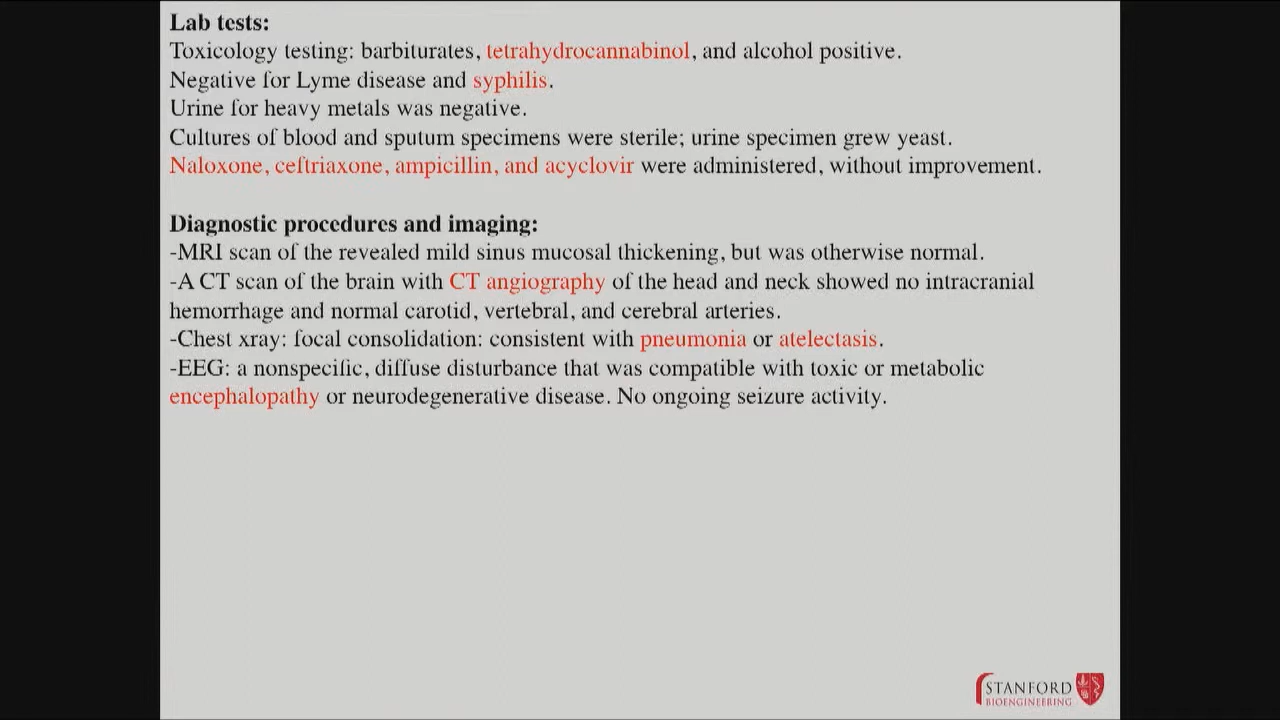 Lab tests:
Toxicology testing: barbiturates, tetrahydrocannabinol, and alcohol positive.
Negative for Lyme disease and syphilis.
Urine for heavy metals was negative.
Cultures of blood and sputum specimens were sterile; urine specimen grew yeast.
Naloxone, ceftriaxone, ampicillin, and acyclovir were administered, without improvement.
Diagnostic procedures and imaging:
-MRI scan of the revealed mild sinus mucosal thickening, but was otherwise normal.
-A CT scan of the brain with CT angiography of the head and neck showed no intracranial
hemorrhage and normal carotid, vertebral, and cerebral arteries.
-Chest xray: focal consolidation: consistent with pneumonia or atelectasis.
-EEG: a nonspecific, diffuse disturbance that was compatible with toxic or metabolic
encephalopathy or neurodegenerative disease. No ongoing seizure activity.
STANFORD
BIOENGINEERING